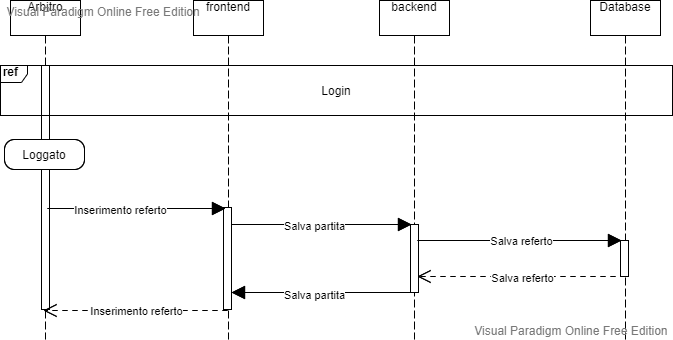 Visual Paradigm Online Free Edition
Arbitro
frontend
backend
Database
ref
Login
Loggato
Inserimento referto
Salva partita
Salva referto
Salva referto
Salva partita
Inserimento referto
Visual Paradigm Online Free Edition